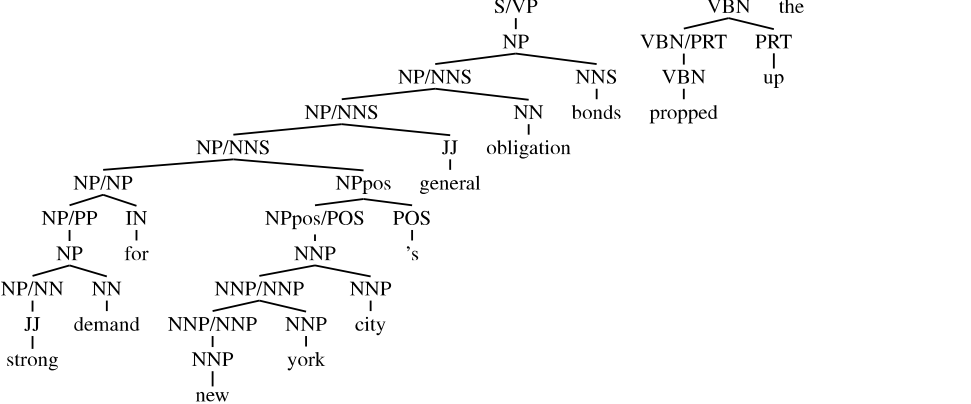 S/VP VBN the
NP VBN/PRT PRT
NP/NNS NNS VBN up
NP/NNS NN bonds propped
NP/NNS JJ obligation
NP/NP NPpos general
NP/PP IN NPpos/POS POS
NP for NNP 's
NP/NN NN NNP/NNP NNP
JJ demand NNP/NNP NNP city
strong NNP york
new